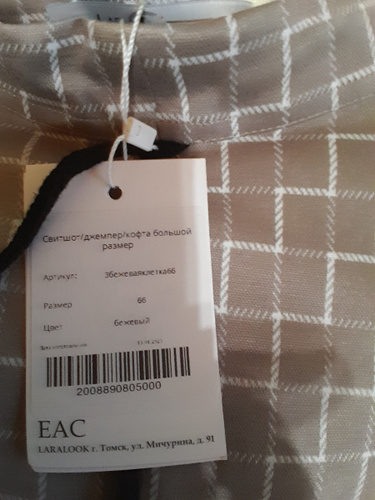 Свитшот/джемпер/кофта большой
размер
Артикул: 3бежеваяклетка66
Размер 66
Цвет бежевый
2008890805000
EAC
LARALOOK г. Томск, ул. Мичурина, д. 91